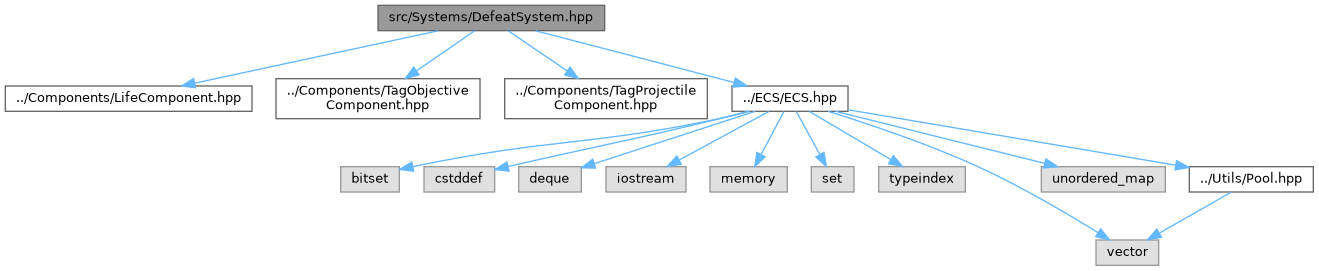 src/Systems/DefeatSystem.hpp
../Components/LifeComponent.hpp
../Components/TagObjective
Component.hpp
../Components/TagProjectile
Component.hpp
../ECS/ECS.hpp
bitset
cstddef
deque
iostream
memory
set
typeindex
unordered_map
../Utils/Pool.hpp
vector